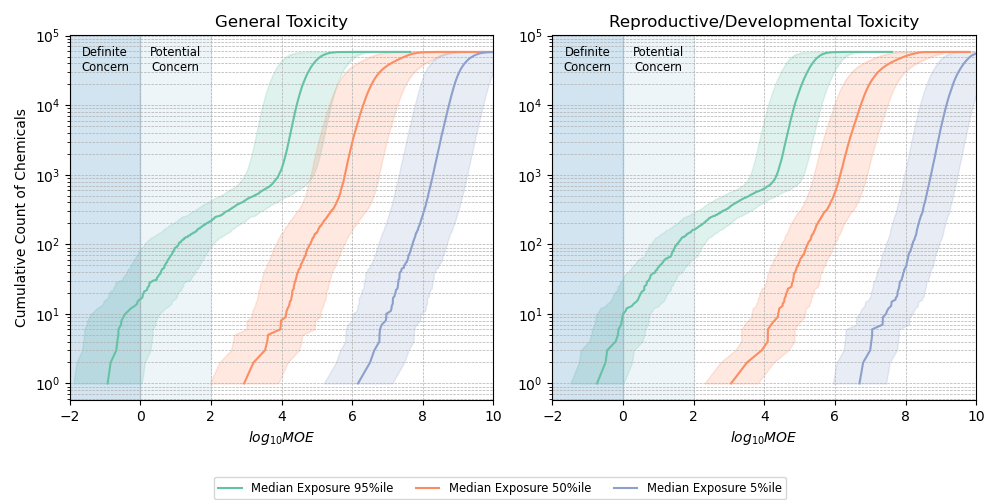 General Toxicity
Reproductive/Developmental Toxicity
Cumulative Count of Chemicals
10^5
10^4
10^3
10^2
10^1
10^0
Definite
Concern
Potential
Concern
−2 0 2 4 6 8 10
log10MOE
10^5
10^4
10^3
10^2
10^1
10^0
Definite
Concern
Potential
Concern
−2 0 2 4 6 8 10
log10MOE
Median Exposure 95%ile Median Exposure 50%ile Median Exposure 5%ile